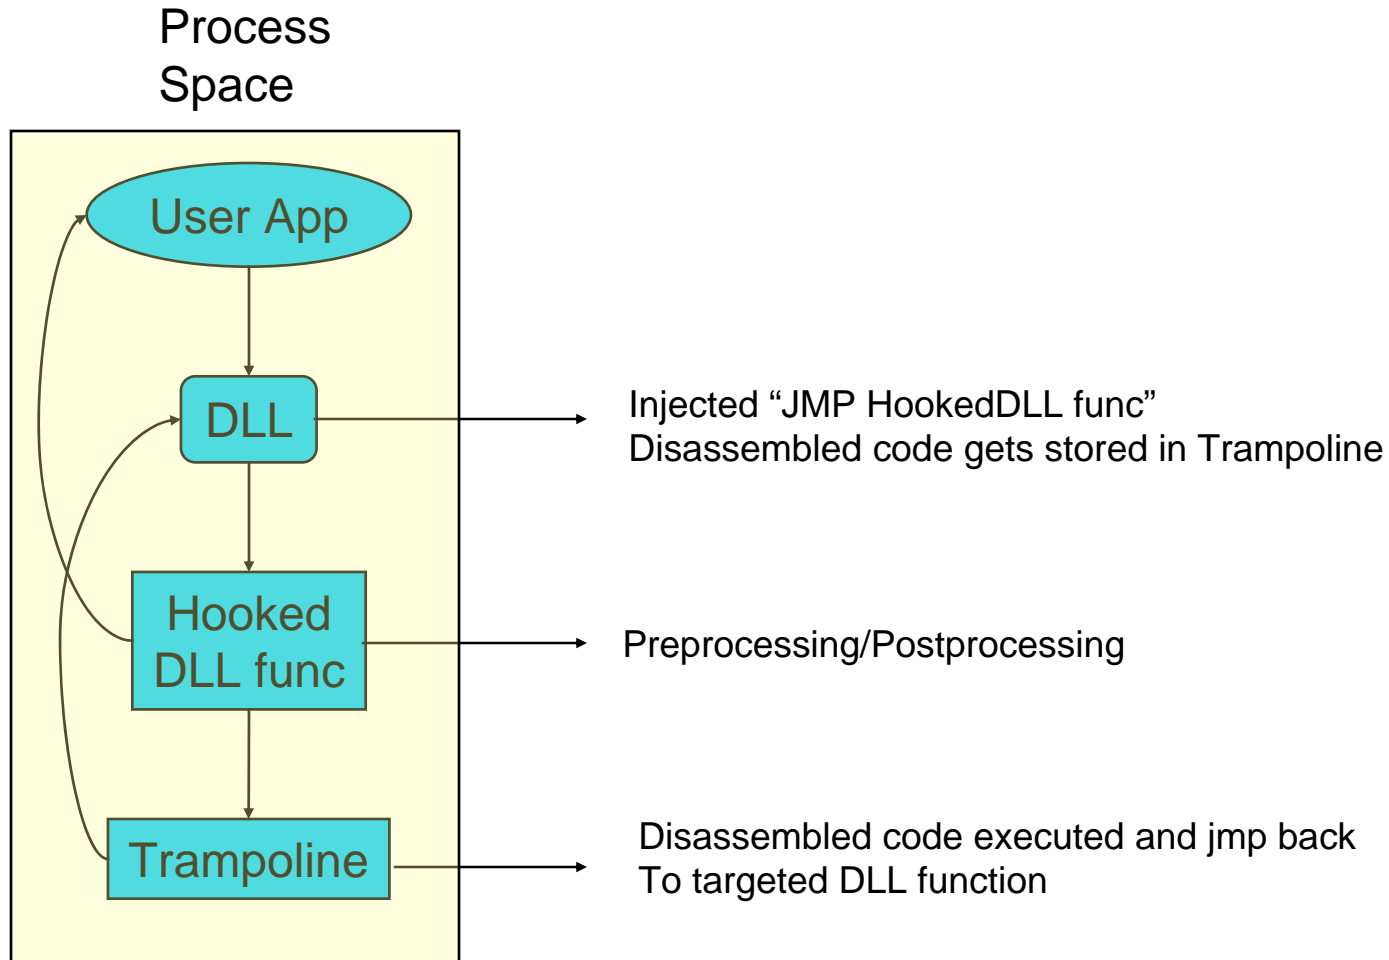 Process
Space
User App
DLL
Injected “JMP HookedDLL func”
Disassembled code gets stored in Trampoline
Hooked
DLL func
Preprocessing/Postprocessing
Trampoline
Disassembled code executed and jmp back
To targeted DLL function